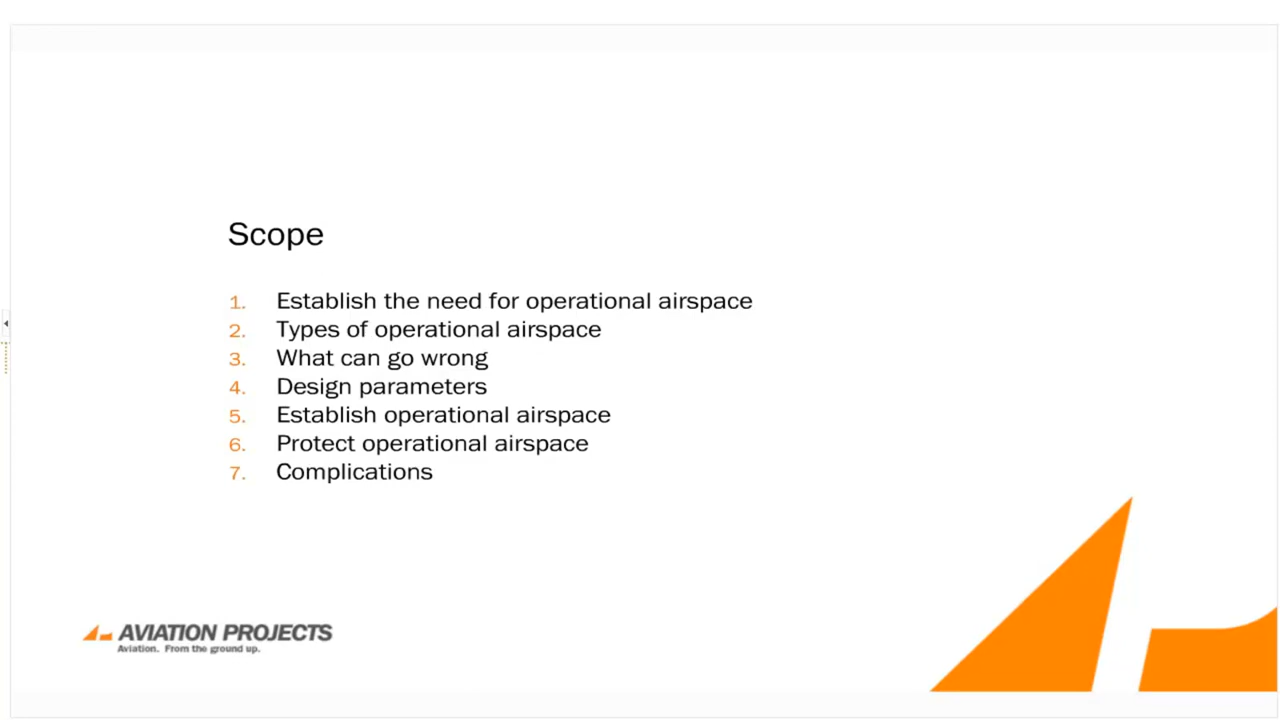 Scope
1. Establish the need for operational airspace
2. Types of operational airspace
3. What can go wrong
4. Design parameters
5. Establish operational airspace
6. Protect operational airspace
7. Complications
AVIATION PROJECTS
Aviation. From the ground up.